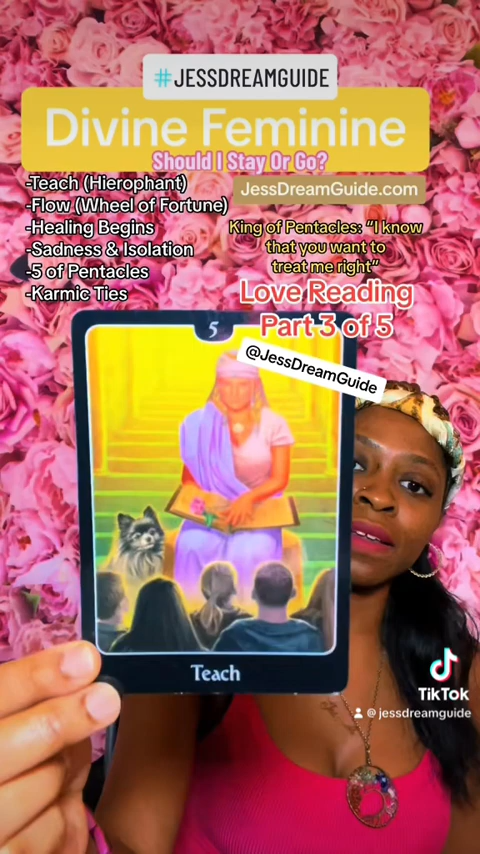 #JESSDREAMGUIDE
Divine Feminine
Should I Stay Or Go?
-Teach (Hierophant)
-Flow (Wheel of Fortune)
-Healing Begins
-Sadness & Isolation
-5 of Pentacles
-Karmic Ties
JessDreamGuide.com
King of Pentacles: “I know
that you want to
treat me right”
Love Reading
Part 3 of 5
@JessDreamGuide
5
Teach
TikTok
@jessdreamguide